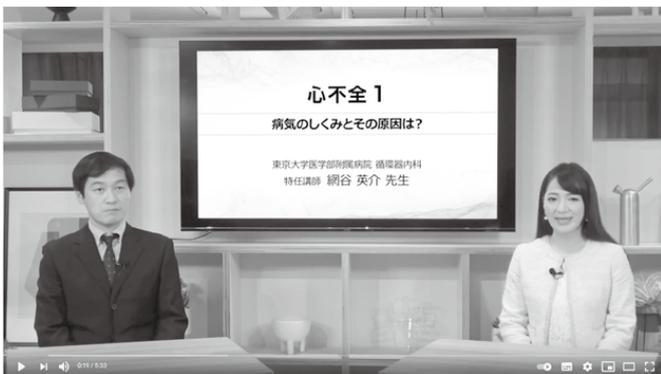 心不全 1
病気のしくみとその原因は?
東京大学医学部附属病院 循環器内科
特任講師 網谷 英介 先生
0:19 / 5:33